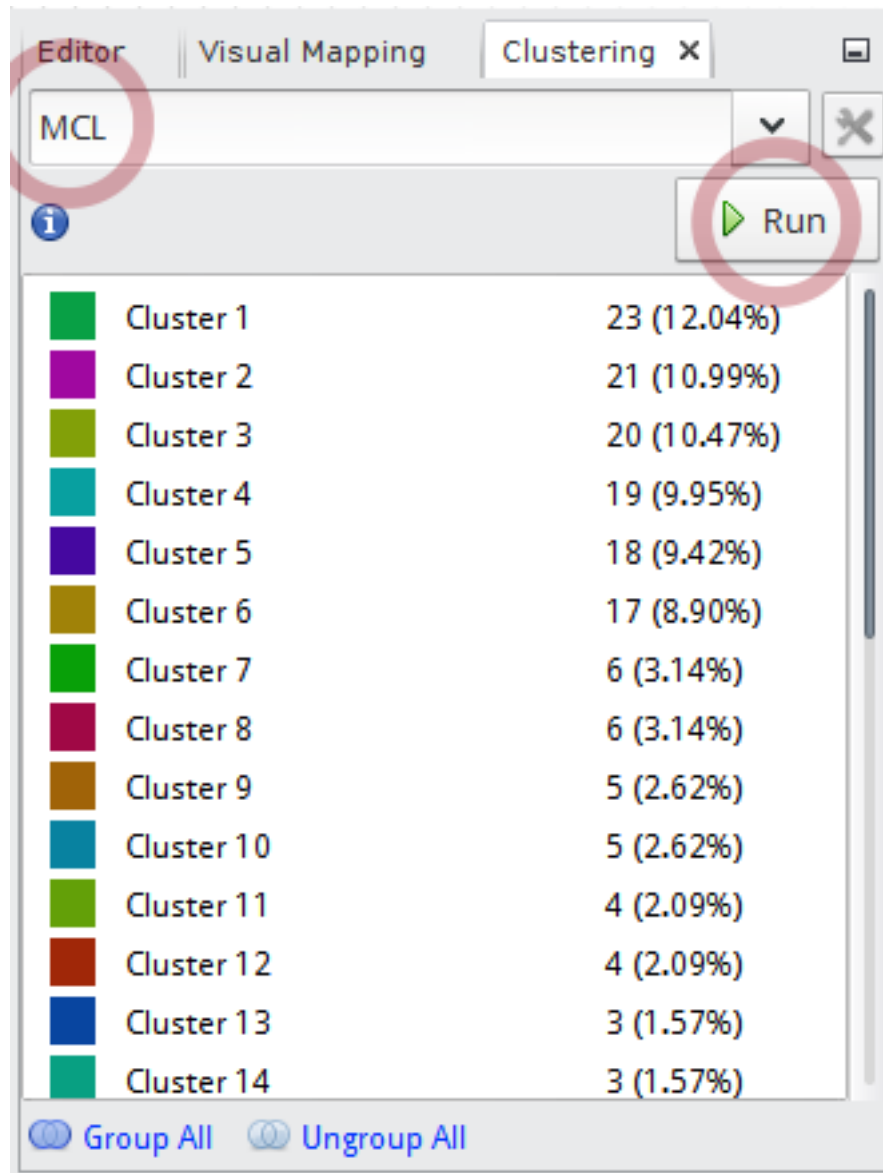 Editor Visual Mapping Clustering
MCL
Run
Cluster 1 23 (12.04%)
Cluster 2 21 (10.99%)
Cluster 3 20 (10.47%)
Cluster 4 19 (9.95%)
Cluster 5 18 (9.42%)
Cluster 6 17 (8.90%)
Cluster 7 6 (3.14%)
Cluster 8 6 (3.14%)
Cluster 9 5 (2.62%)
Cluster 10 5 (2.62%)
Cluster 11 4 (2.09%)
Cluster 12 4 (2.09%)
Cluster 13 3 (1.57%)
Cluster 14 3 (1.57%)
Group All Ungroup All